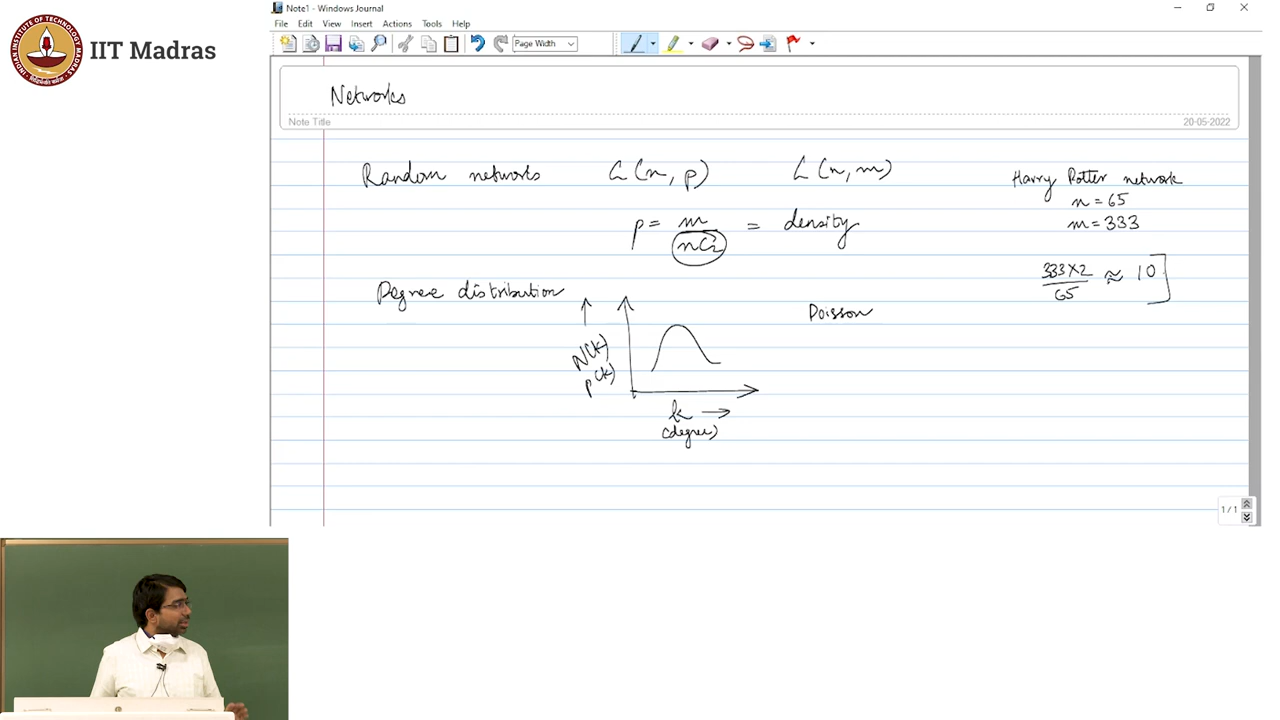 IIT Madras
Note1 - Windows Journal
File Edit View Insert Actions Tools Help
Page Width
Networks
Note Title
20-05-2022
Random networks G(n, p) G(n, m)
Harry Potter network
n = 65
m = 333
p = m / nC2 = density
333×2 / 65 ≈ 10
Degree distribution
Poisson
N(k)
p(k)
k →
(degree)
1 / 1